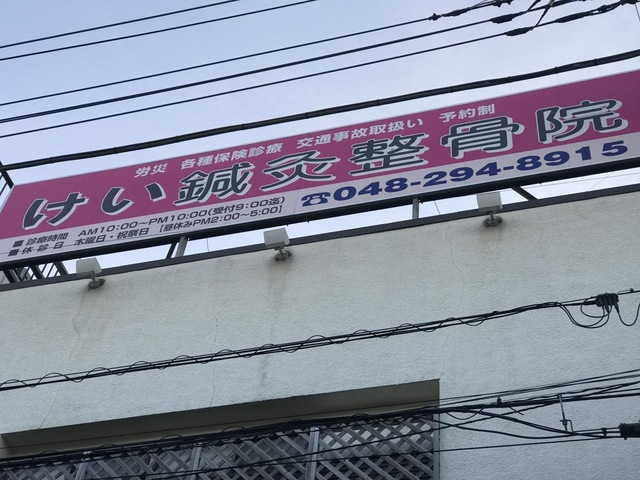 労災 各種保険診療 交通事故取扱い 予約制
けい鍼灸整骨院
■診療時間 AM10:00〜PM10:00(受付9:00迄)
■休診日 木曜日・祝祭日 [昼休みPM2:00〜5:00]
☎048-294-8915